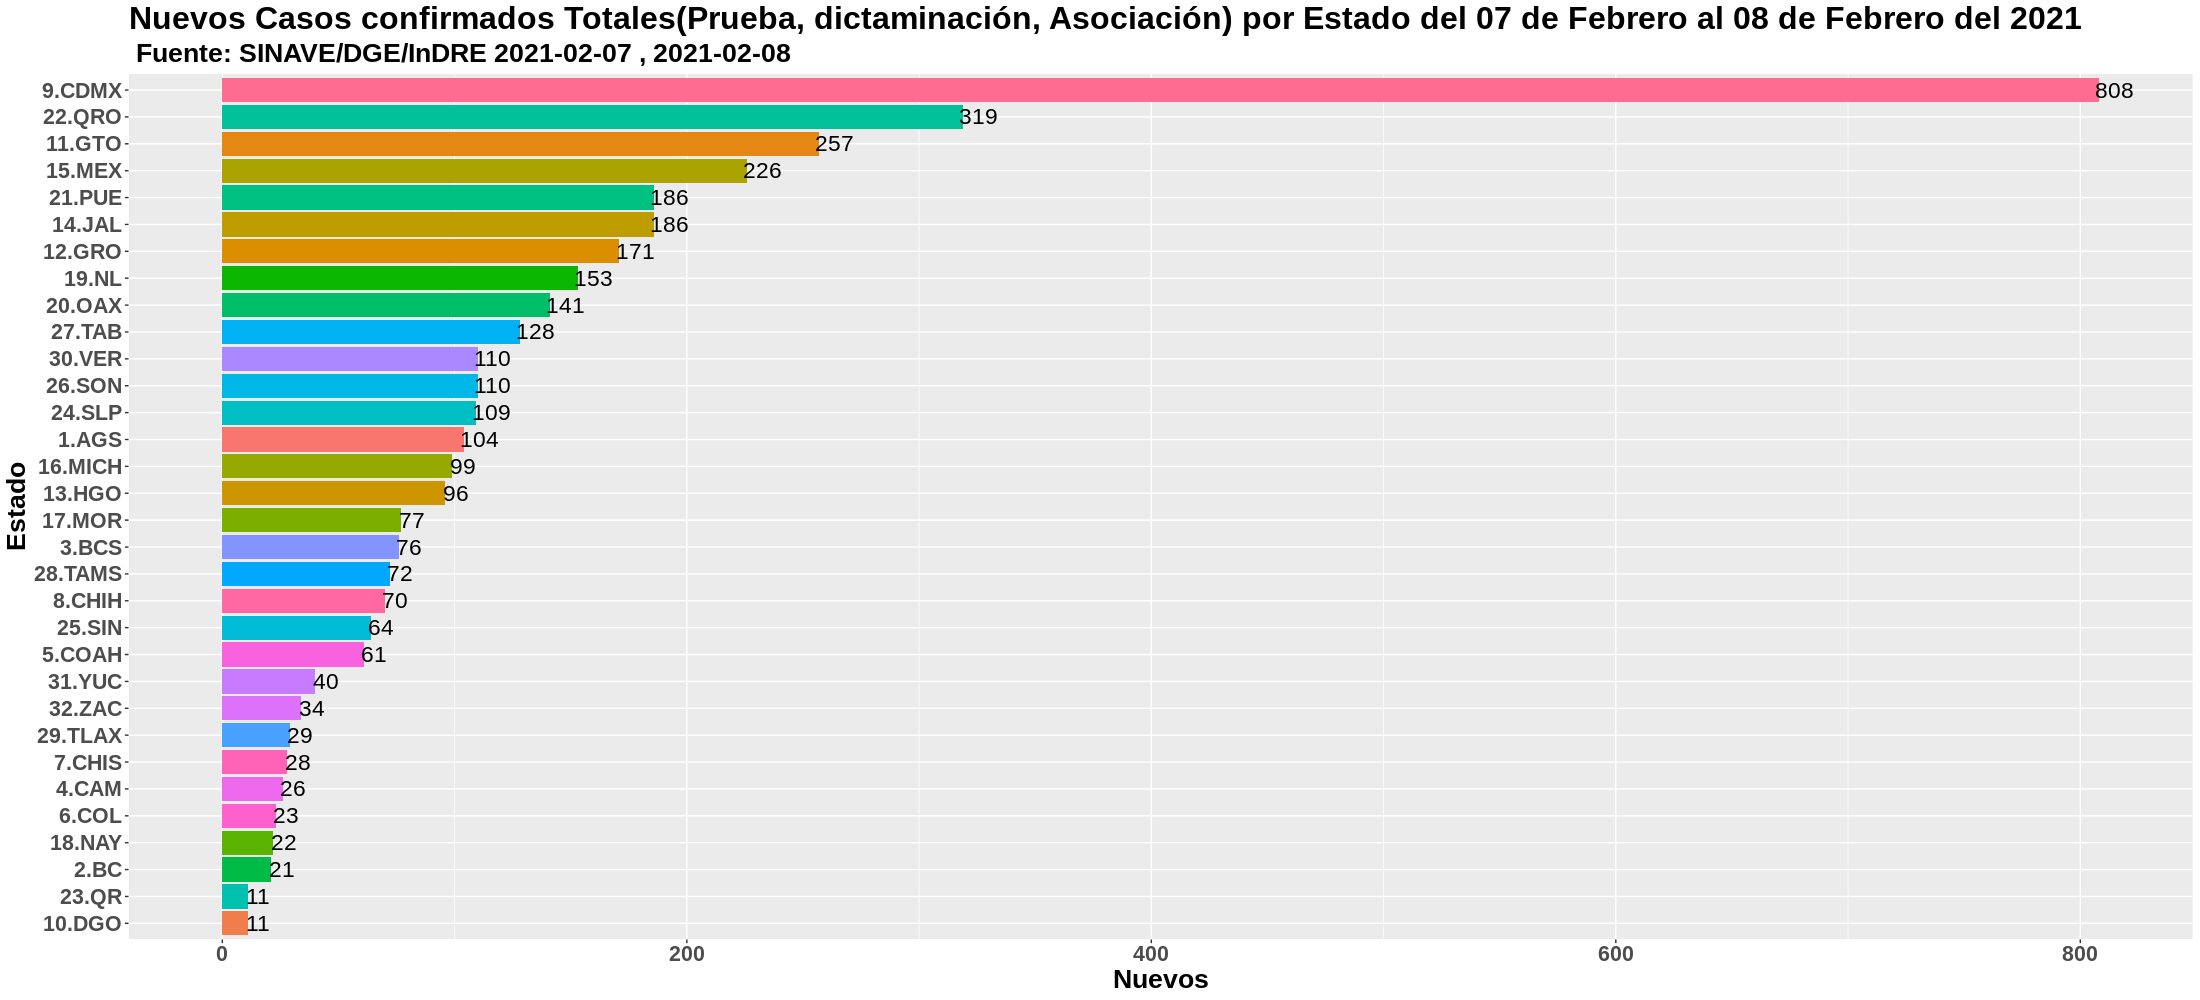 Nuevos Casos confirmados Totales(Prueba, dictaminación, Asociación) por Estado del 07 de Febrero al 08 de Febrero del 2021
Fuente: SINAVE/DGE/InDRE 2021-02-07 , 2021-02-08
Estado
9.CDMX 808
22.QRO 319
11.GTO 257
15.MEX 226
21.PUE 186
14.JAL 186
12.GRO 171
19.NL 153
20.OAX 141
27.TAB 128
30.VER 110
26.SON 110
24.SLP 109
1.AGS 104
16.MICH 99
13.HGO 96
17.MOR 77
3.BCS 76
28.TAMS 72
8.CHIH 70
25.SIN 64
5.COAH 61
31.YUC 40
32.ZAC 34
29.TLAX 29
7.CHIS 28
4.CAM 26
6.COL 23
18.NAY 22
2.BC 21
23.QR 11
10.DGO 11
0 200 400 600 800
Nuevos